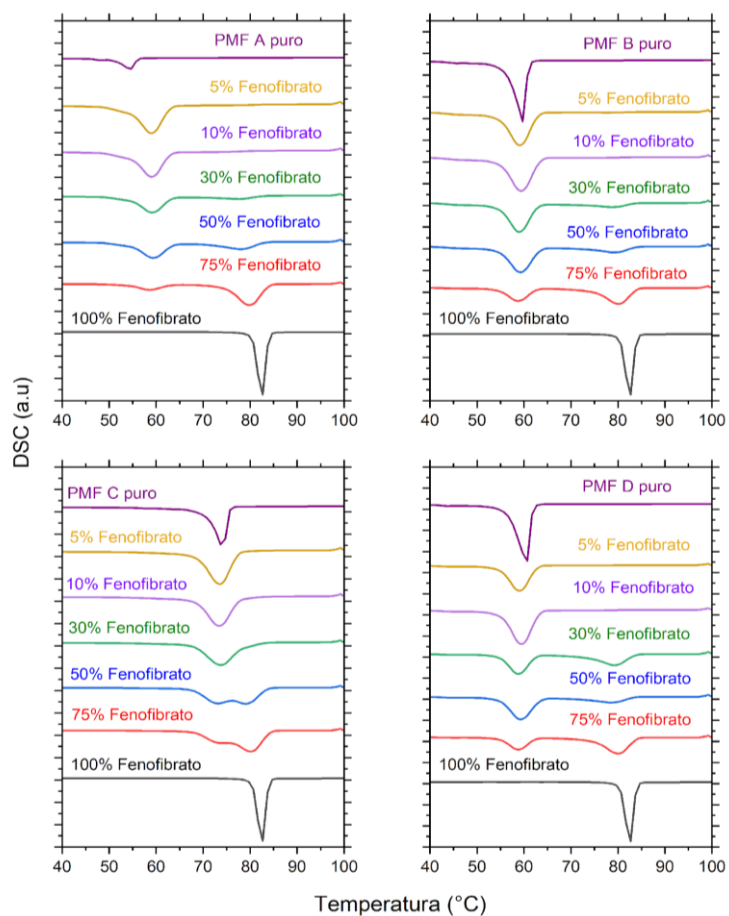 PMF A puro
5% Fenofibrato
10% Fenofibrato
30% Fenofibrato
50% Fenofibrato
75% Fenofibrato
100% Fenofibrato
40 50 60 70 80 90 100
PMF B puro
5% Fenofibrato
10% Fenofibrato
30% Fenofibrato
50% Fenofibrato
75% Fenofibrato
100% Fenofibrato
40 50 60 70 80 90 100
DSC (a.u)
PMF C puro
5% Fenofibrato
10% Fenofibrato
30% Fenofibrato
50% Fenofibrato
75% Fenofibrato
100% Fenofibrato
40 50 60 70 80 90 100
PMF D puro
5% Fenofibrato
10% Fenofibrato
30% Fenofibrato
50% Fenofibrato
75% Fenofibrato
100% Fenofibrato
40 50 60 70 80 90 100
Temperatura (°C)